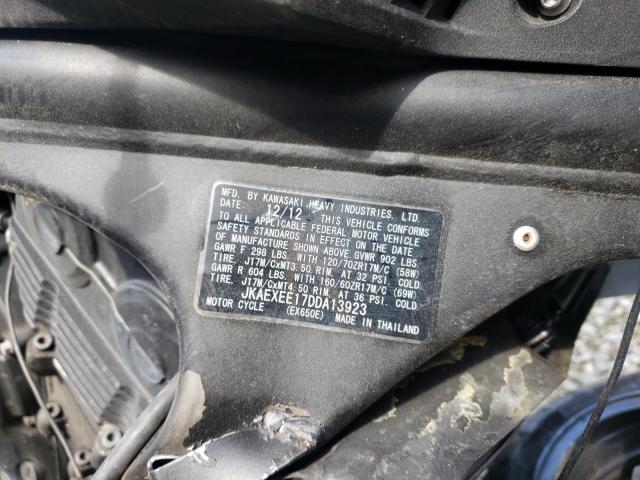 MFD. BY KAWASAKI HEAVY INDUSTRIES, LTD.
DATE: 12/12 THIS VEHICLE CONFORMS
TO ALL APPLICABLE FEDERAL MOTOR VEHICLE
SAFETY STANDARDS IN EFFECT ON THE DATE
OF MANUFACTURE SHOWN ABOVE GVWR 902 LBS
GAWR F 298 LBS. WITH 120/70ZR17M/C (58W)
TIRE, J17M/CxMT3.50 RIM, AT 32 PSI. COLD
GAWR R 604 LBS. WITH 160/60ZR17M/C (69W)
TIRE. J17M/CxMT4.50 RIM, AT 36 PSI. COLD
JKAEXEE17DDA13923
MOTOR CYCLE (EX650E) MADE IN THAILAND